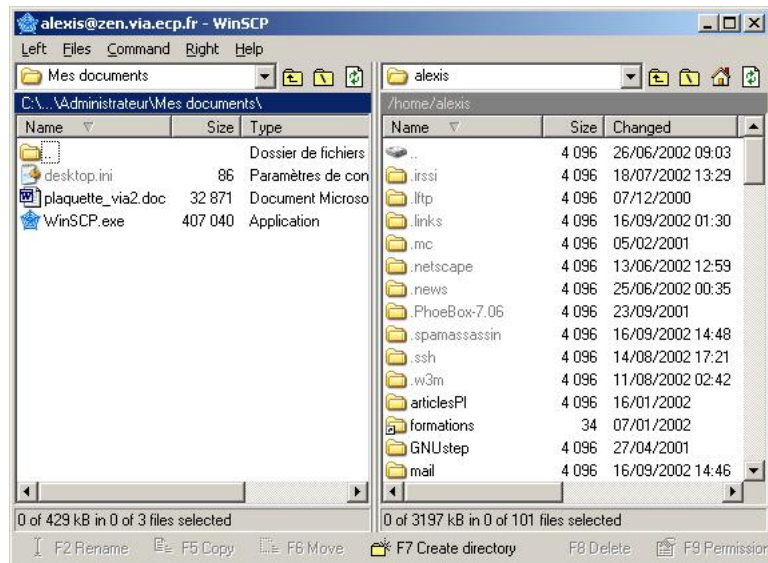 alexis@zen.via.ecp.fr - WinSCP
Left Files Command Right Help
Mes documents alexis
C:\...\Administrateur\Mes documents\ /home/alexis
Name Size Type Name Size Changed
.. Dossier de fichiers .. 4 096 26/06/2002 09:03
desktop.ini 86 Paramètres de con .irssi 4 096 18/07/2002 13:29
plaquette_via2.doc 32 871 Document Microso .lftp 4 096 07/12/2000
WinSCP.exe 407 040 Application .links 4 096 16/09/2002 01:30
.mc 4 096 05/02/2001
.netscape 4 096 13/06/2002 12:59
.news 4 096 25/06/2002 00:35
.PhoeBox-7.06 4 096 23/09/2001
.spamassassin 4 096 16/09/2002 14:48
.ssh 4 096 14/08/2002 17:21
.w3m 4 096 11/08/2002 02:42
articlesPI 4 096 16/01/2002
formations 34 07/01/2002
GNUstep 4 096 27/04/2001
mail 4 096 16/09/2002 14:46
0 of 429 kB in 0 of 3 files selected 0 of 3197 kB in 0 of 101 files selected
F2 Rename F5 Copy F6 Move F7 Create directory F8 Delete F9 Permission